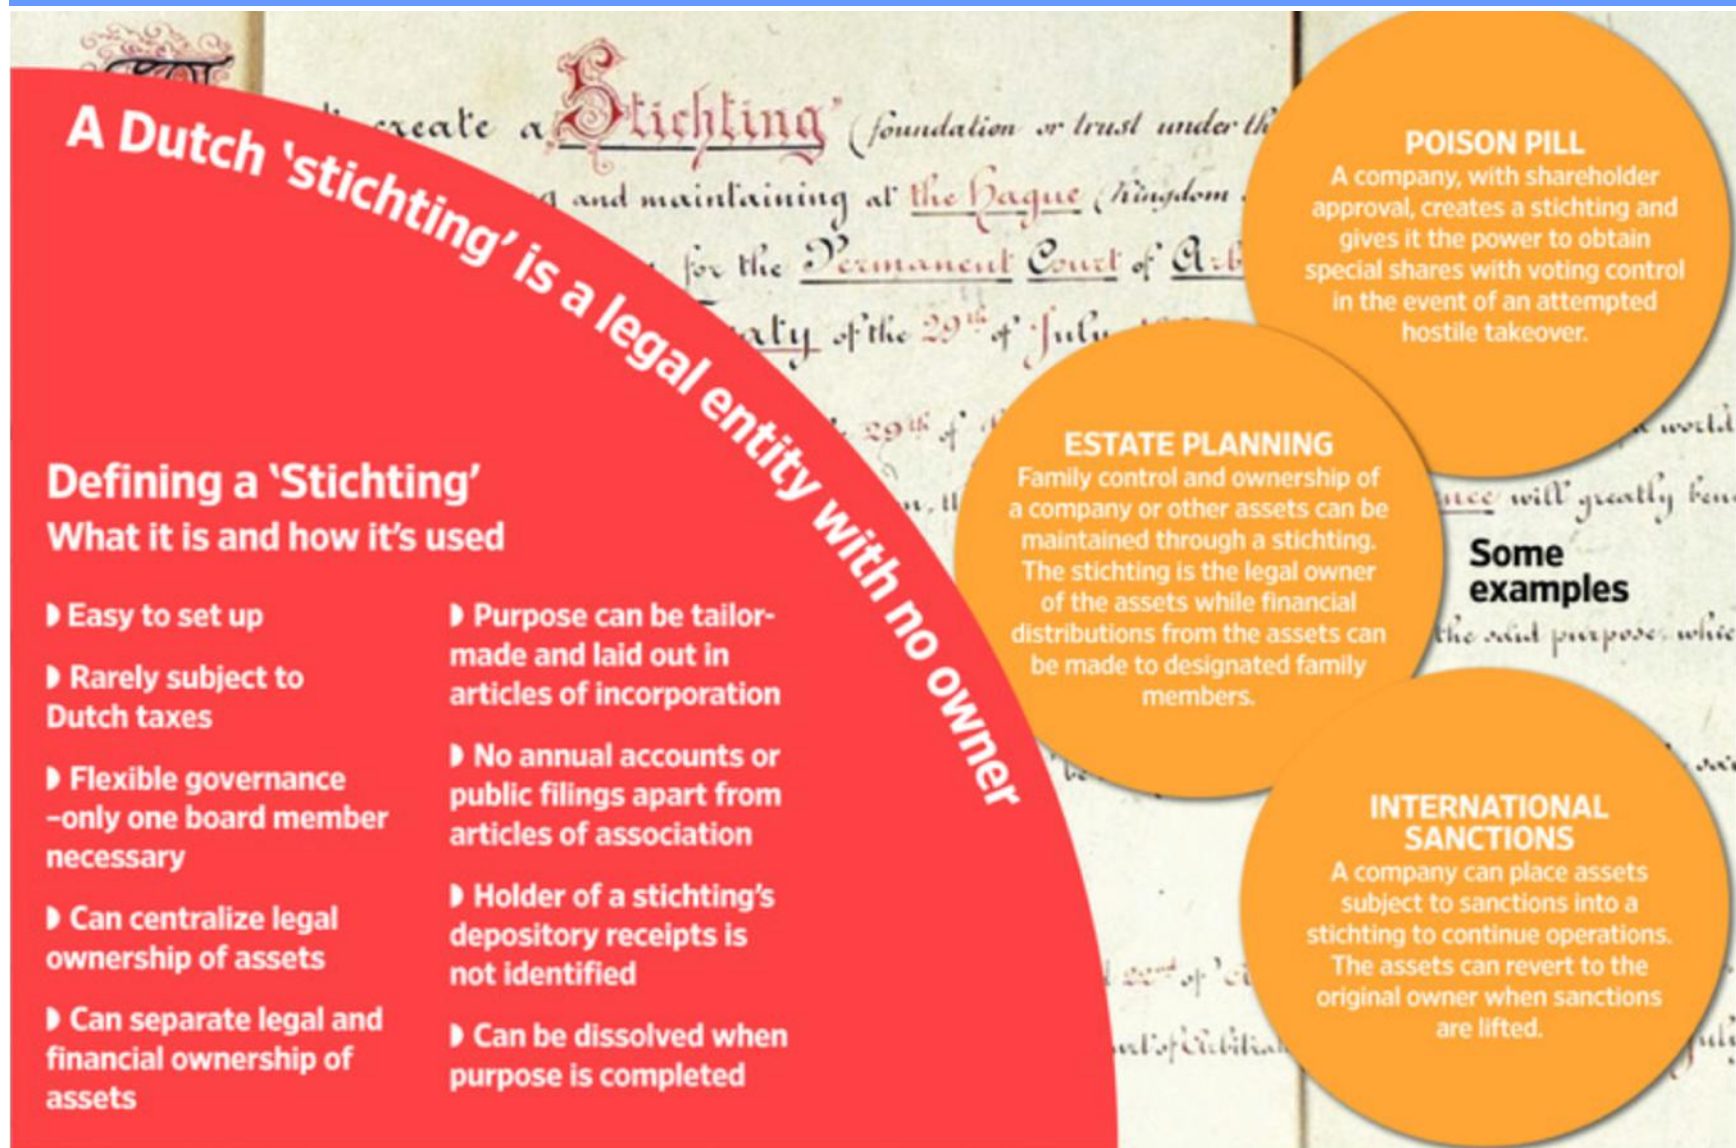 A Dutch 'stichting' is a legal entity with no owner
Defining a 'Stichting'
What it is and how it's used
Easy to set up
Rarely subject to
Dutch taxes
Flexible governance
–only one board member
necessary
Can centralize legal
ownership of assets
Can separate legal and
financial ownership of
assets
Purpose can be tailor-
made and laid out in
articles of incorporation
No annual accounts or
public filings apart from
articles of association
Holder of a stichting's
depository receipts is
not identified
Can be dissolved when
purpose is completed
Some
examples
POISON PILL
A company, with shareholder
approval, creates a stichting and
gives it the power to obtain
special shares with voting control
in the event of an attempted
hostile takeover.
ESTATE PLANNING
Family control and ownership of
a company or other assets can be
maintained through a stichting.
The stichting is the legal owner
of the assets while financial
distributions from the assets can
be made to designated family
members.
INTERNATIONAL
SANCTIONS
A company can place assets
subject to sanctions into a
stichting to continue operations.
The assets can revert to the
original owner when sanctions
are lifted.
create a "Stichting" (foundation or trust under
and maintaining at the Hague (Kingdom
for the Permanent Court of
of the 29th of July
29th of
world
will greatly
the said purpose,